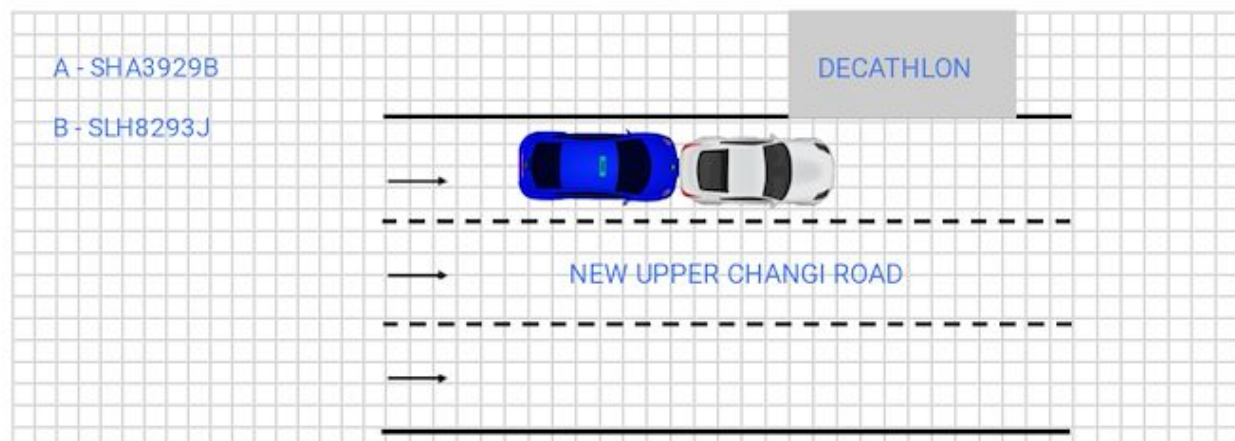 A - SHA3929B
DECATHLON
B - SLH8293J
NEW UPPER CHANGI ROAD